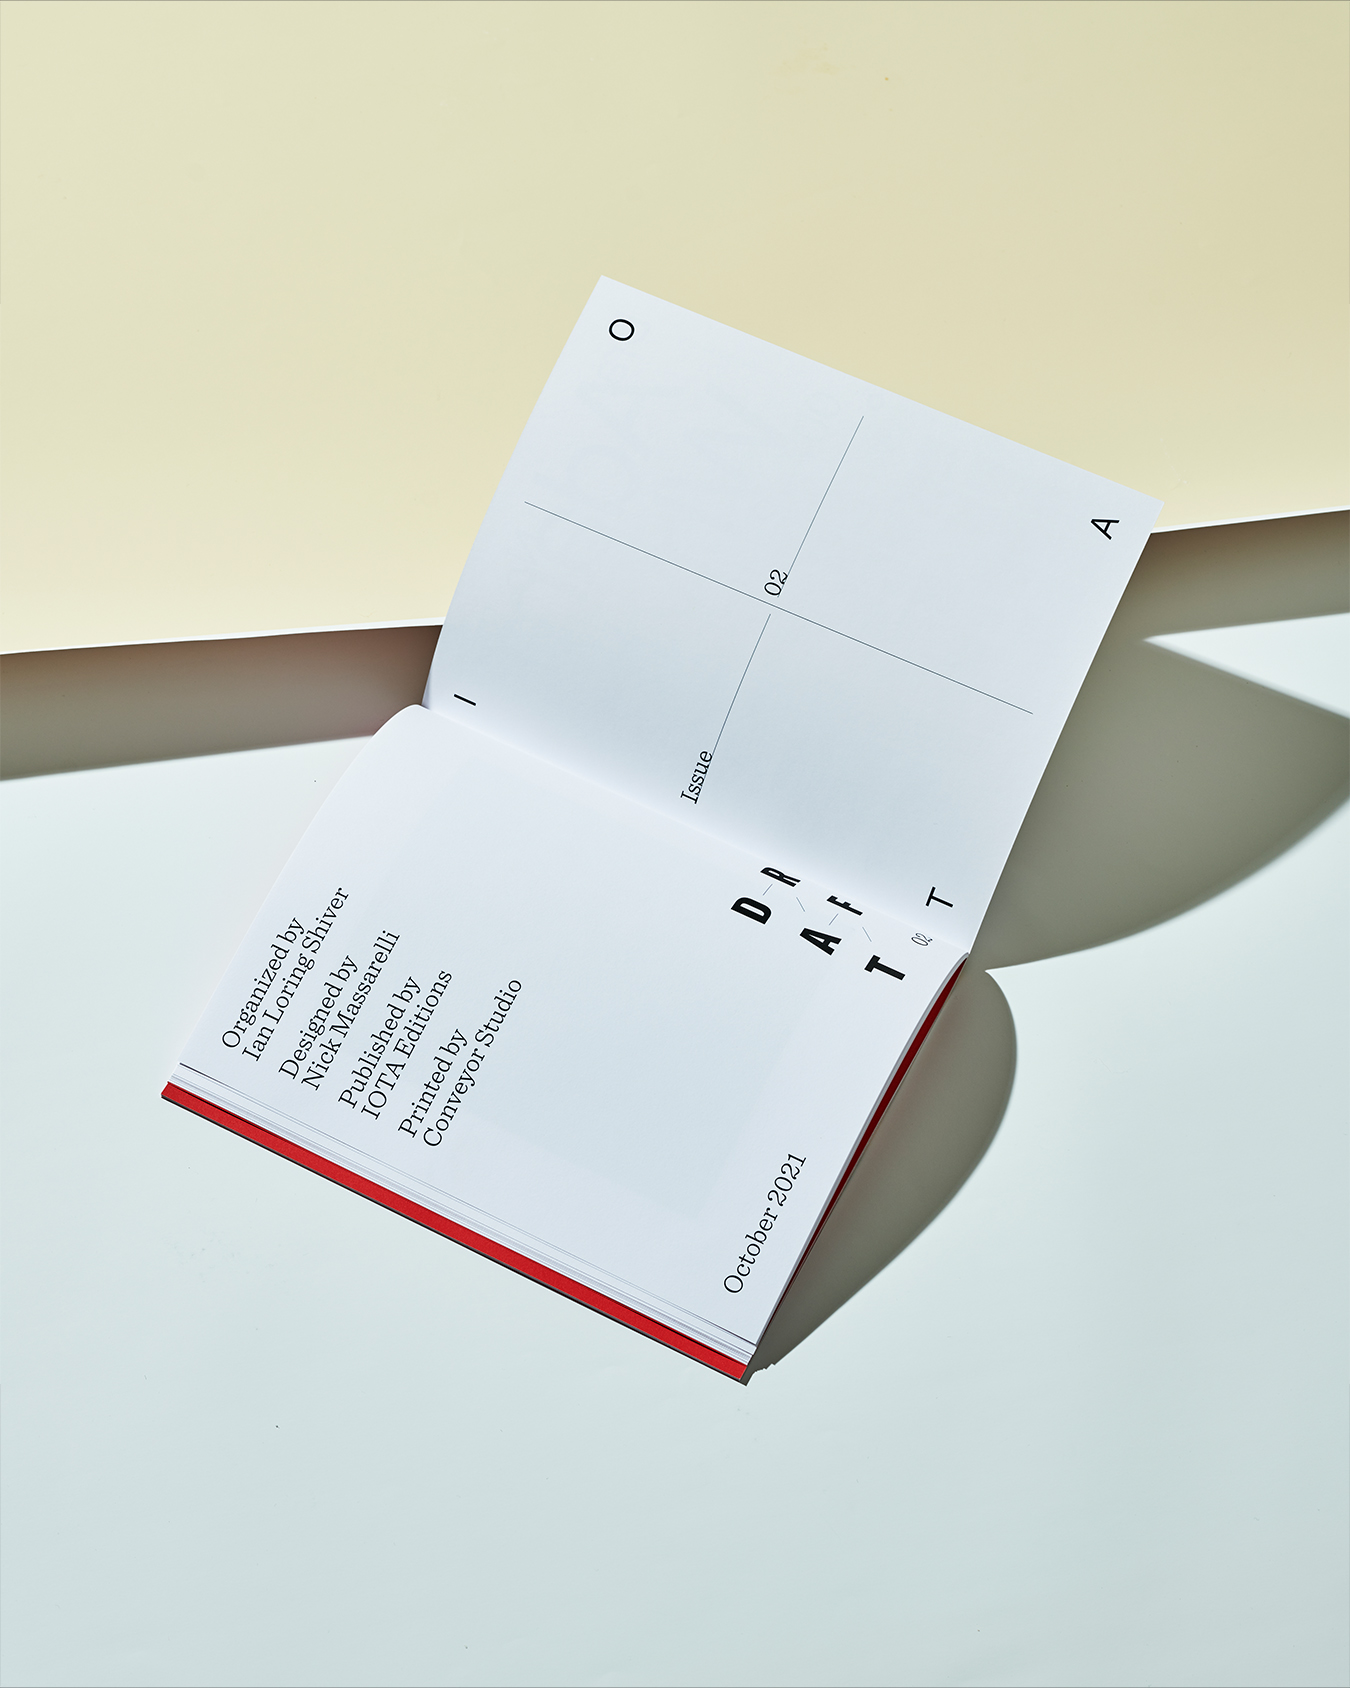 I
O
T
A
Issue
02
DRAFT
02
Organized by
Ian Loring Shiver
Designed by
Nick Massarelli
Published by
IOTA Editions
Printed by
Conveyor Studio
October 2021